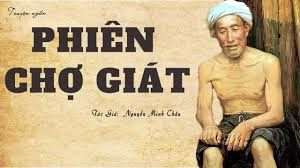 Truyện ngắn
PHIÊN
CHỢ GIÁT
Tác Giả: Nguyễn Minh Châu